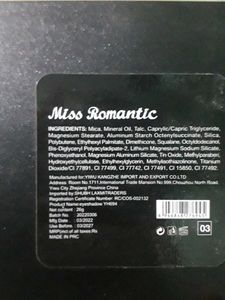 Miss Romantic
INGREDIENTS: Mica, Mineral Oil, Talc, Caprylic/Capric Triglyceride,
Magnesium Stearate, Aluminum Starch Octenylsuccinate, Silica,
Polybutene, Ethylhexyl Palmitate, Dimethicone, Squalane, Octyldodecanol,
Bis-Diglyceryl Polyacyladipate-2, Lithium Magnesium Sodium Silicate,
Phenoxyethanol, Magnesium Aluminum Silicate, Tin Oxide, Methylparaben,
Hydroxyethylcellulose, Ethylhexylglycerin, Methylisothiazolinone, Titanium
Dioxide/CI 77891, CI 77499, CI 77742, CI 77491, CI 15850, CI 77492.
Manufactured for:YIWU KANGZHE IMPORT AND EXPORT CO LTD
Address: Room No.1711,International Trade Mansion No.999,Chouzhou North Road,
Yiwu City Zhejiang Province China
Imported by:SHUBH LAXMITRADERS
Registration Certificate Number: RC/COS-002132
Product Name:eyeshadow YH694
Net content: 26g
Batch No: 20220306
Mfd date: 03/2022
Use Before: 03/2027
MRP(inct of all taxes:Rs
MADE IN PRC
03